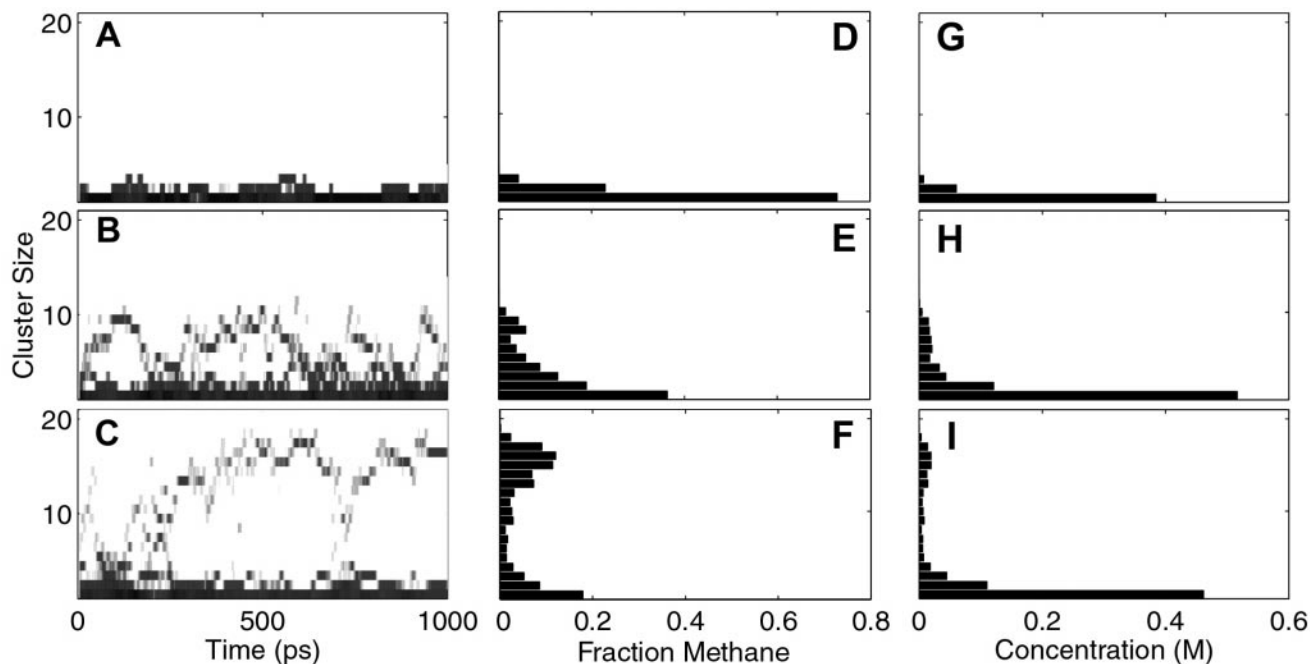 A
D
G
20
10
B
E
H
20
10
Cluster Size
C
F
I
20
10
0
500
1000
0
0.2
0.4
0.6
0.8
0
0.2
0.4
0.6
Time (ps)
Fraction Methane
Concentration (M)